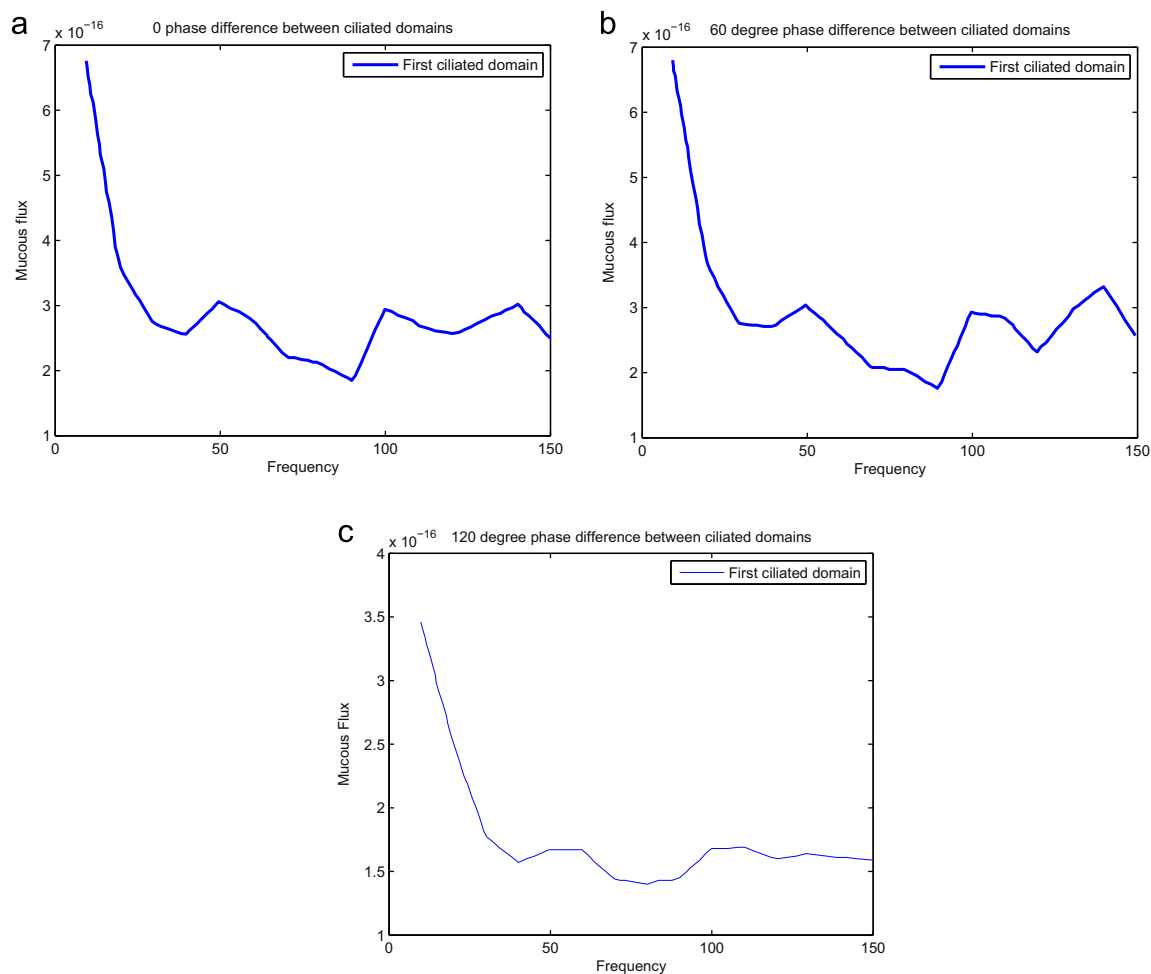 a
0 phase difference between ciliated domains
x 10^−16
First ciliated domain
7
6
5
4
3
2
1
Mucous flux
0
50
100
150
Frequency
b
60 degree phase difference between ciliated domains
x 10^−16
First ciliated domain
7
6
5
4
3
2
1
Mucous flux
0
50
100
150
Frequency
c
120 degree phase difference between ciliated domains
x 10^−16
First ciliated domain
4
3.5
3
2.5
2
1.5
1
Mucous Flux
0
50
100
150
Frequency